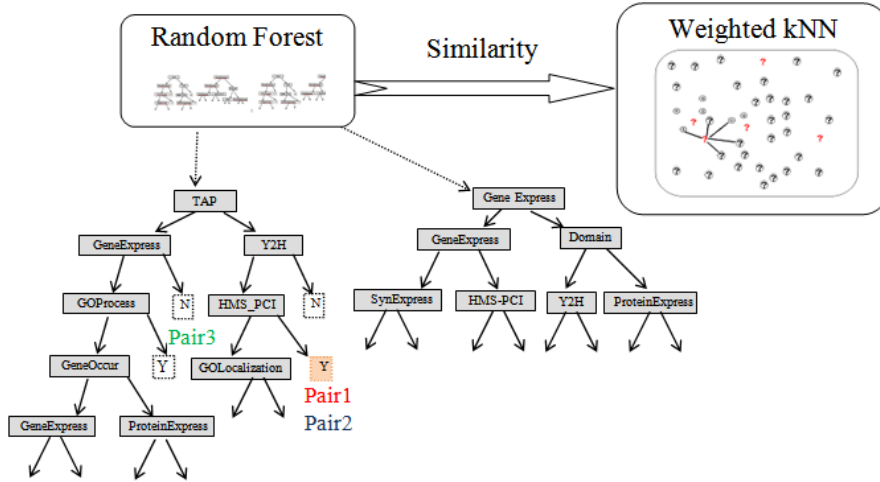 Random Forest
Similarity
Weighted kNN
?
TAP
GeneExpress
Y2H
GOProcess
N
HMS_PCI
N
Pair3
GeneOccur
Y
GOLocalization
Y
Pair1
Pair2
GeneExpress
ProteinExpress
Gene Express
GeneExpress
Domain
SynExpress
HMS-PCI
Y2H
ProteinExpress